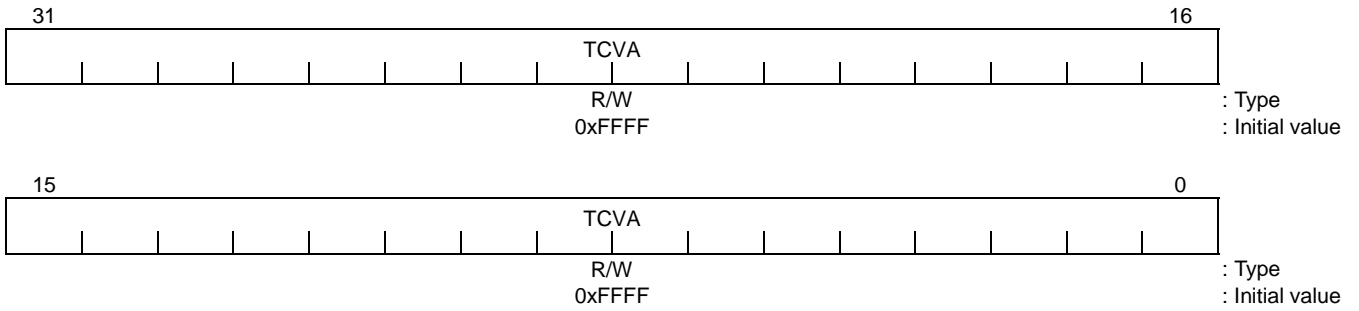 31 16
TCVA
R/W : Type
0xFFFF : Initial value
15 0
TCVA
R/W : Type
0xFFFF : Initial value